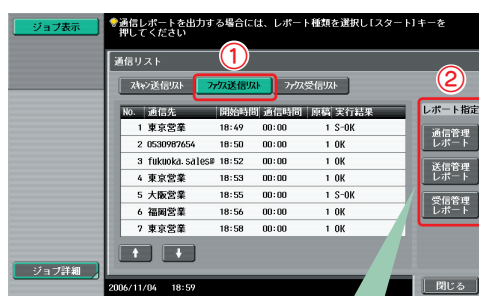 ジョブ表示
通信レポートを出力する場合には、レポート種類を選択し[スタート]キーを
押してください
通信リスト
①
②
スキャン送信リスト ファクス送信リスト ファクス受信リスト
レポート指定
No. 通信先 開始時間 通信時間 原稿 実行結果
1 東京営業 18:49 00:00 1 S-OK
2 0530987654 18:50 00:00 1 OK
3 fukuoka.sales@ 18:52 00:00 1 OK
4 東京営業 18:53 00:00 1 OK
5 大阪営業 18:55 00:00 1 S-OK
6 福岡営業 18:56 00:00 1 OK
7 東京営業 18:58 00:00 1 OK
通信管理
レポート
送信管理
レポート
受信管理
レポート
ジョブ詳細
2006/11/04 18:59
閉じる